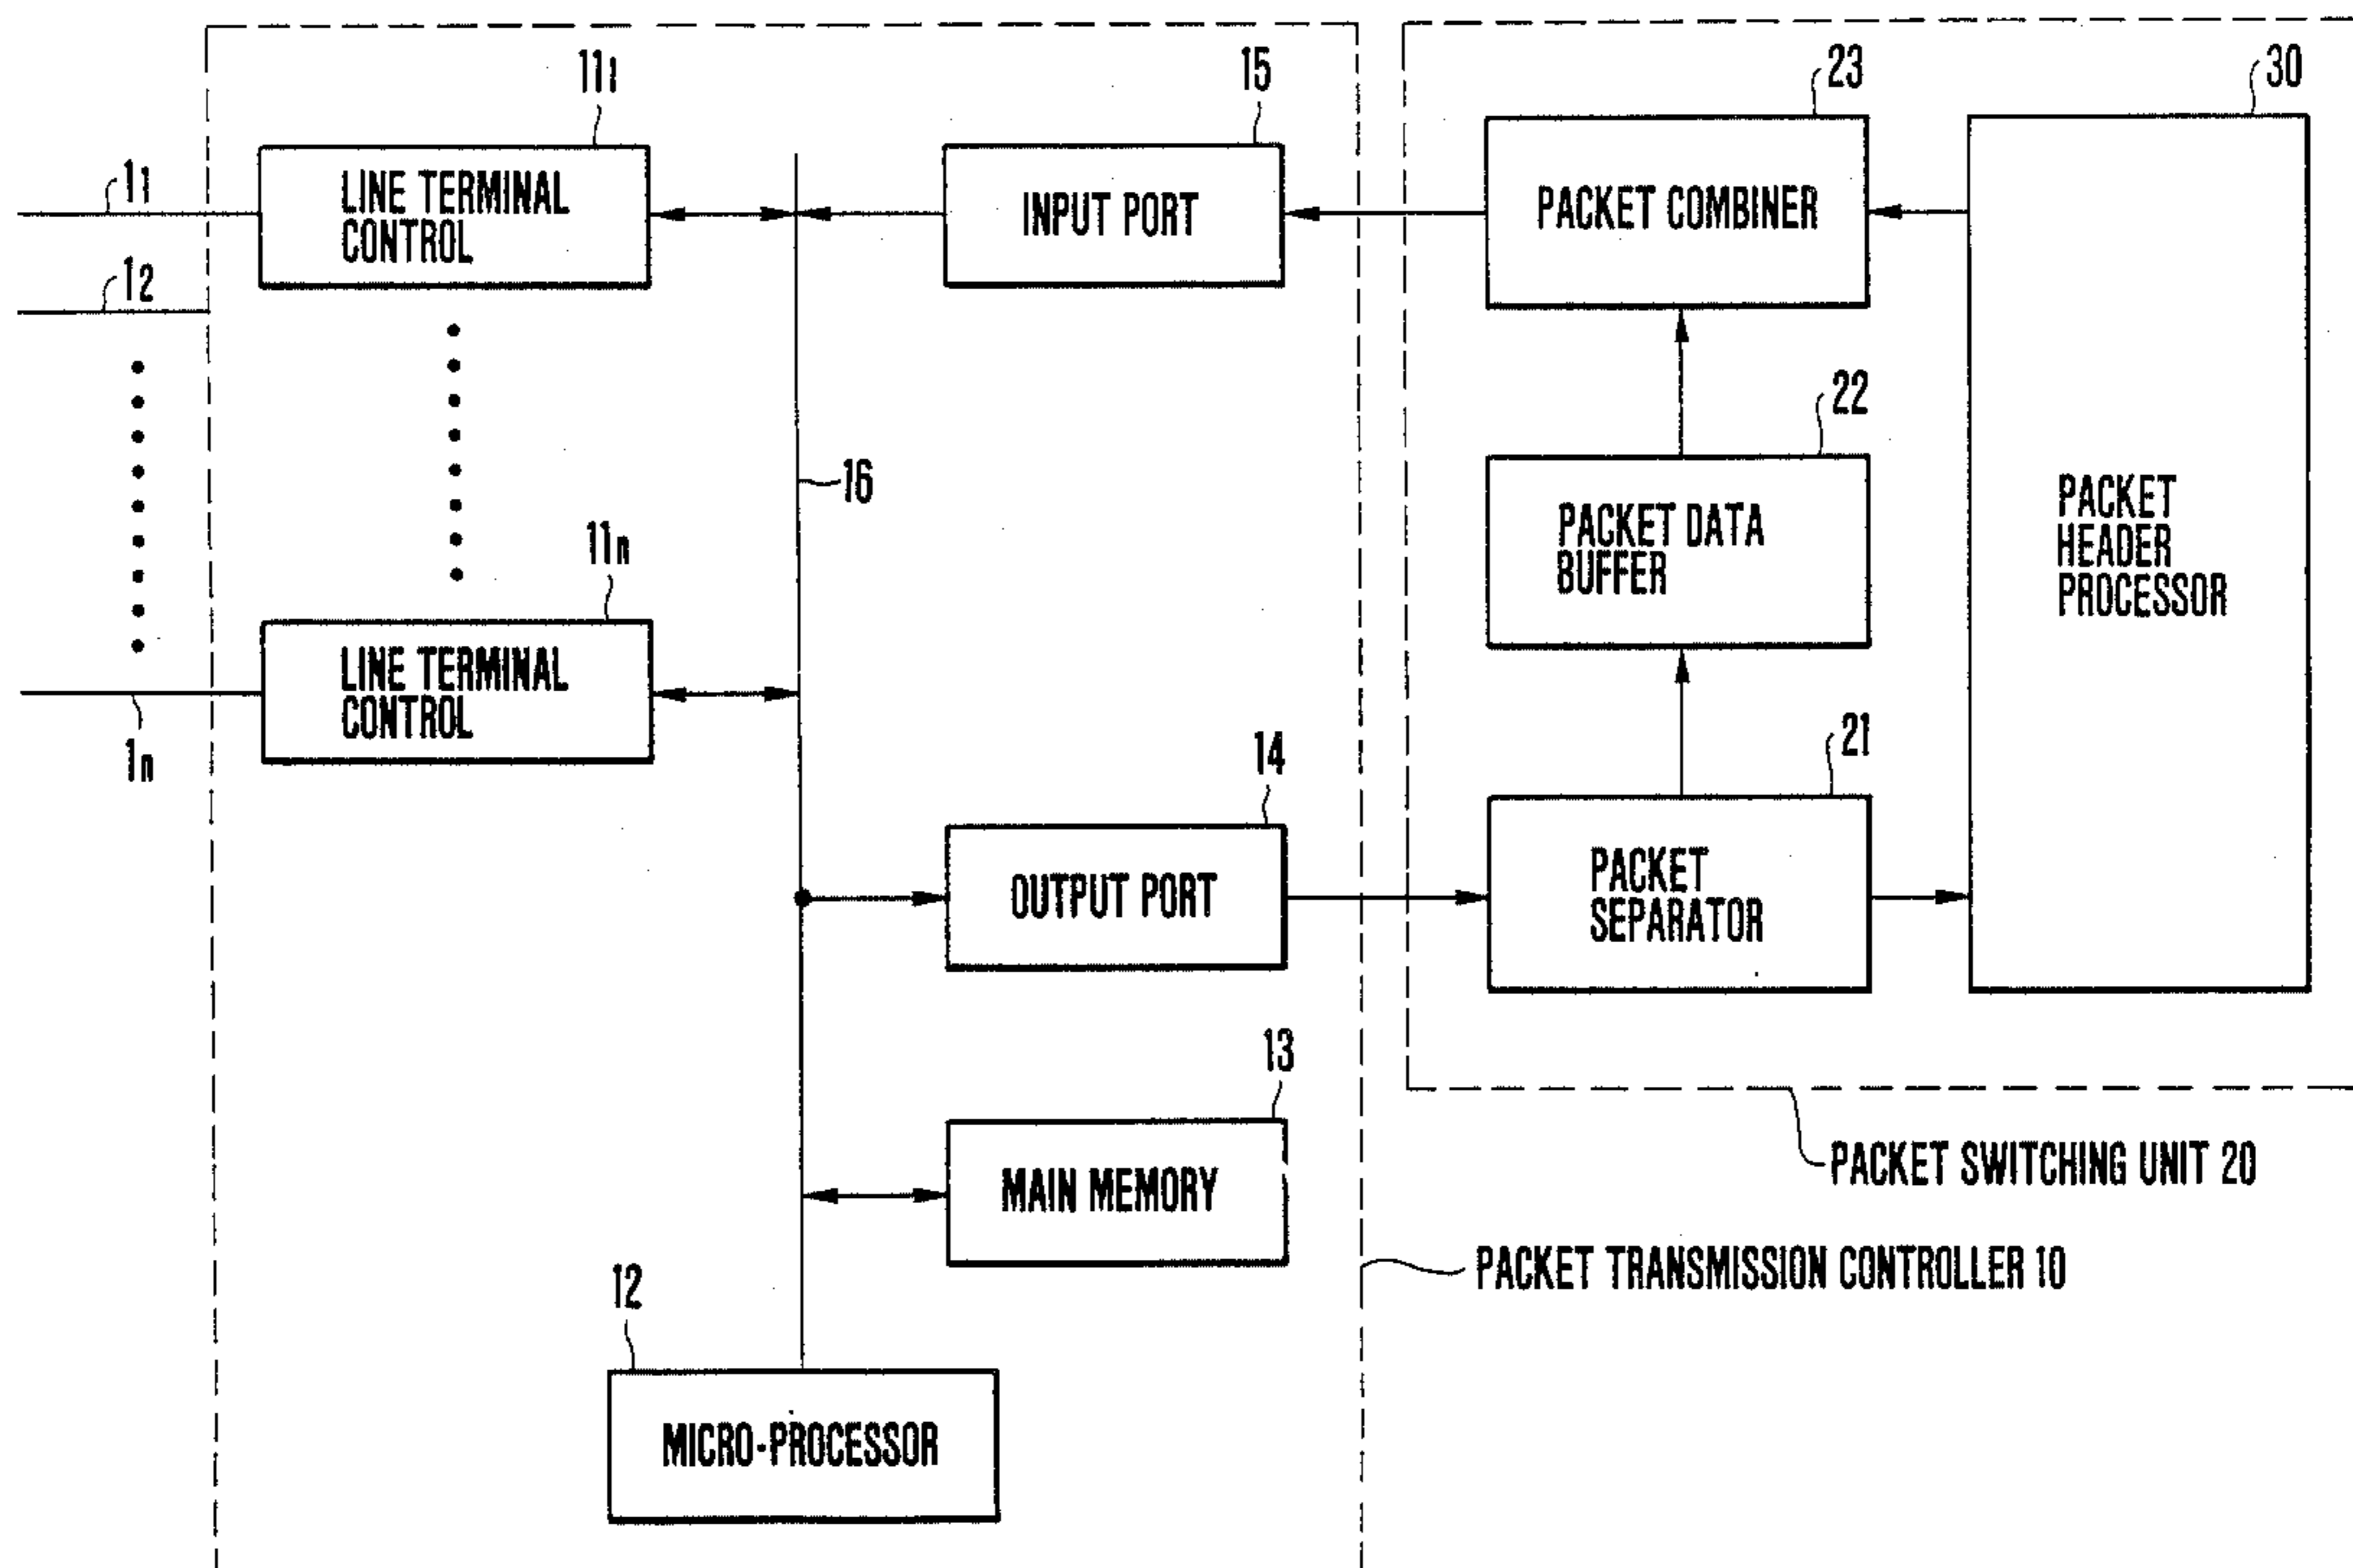 11₁
15
23
30
1₁
LINE TERMINAL
CONTROL
INPUT PORT
PACKET COMBINER
1₂
22
16
PACKET DATA
BUFFER
PACKET
HEADER
PROCESSOR
11n
LINE TERMINAL
CONTROL
1n
14
21
OUTPUT PORT
PACKET
SEPARATOR
13
MAIN MEMORY
PACKET SWITCHING UNIT 20
PACKET TRANSMISSION CONTROLLER 10
12
MICRO-PROCESSOR